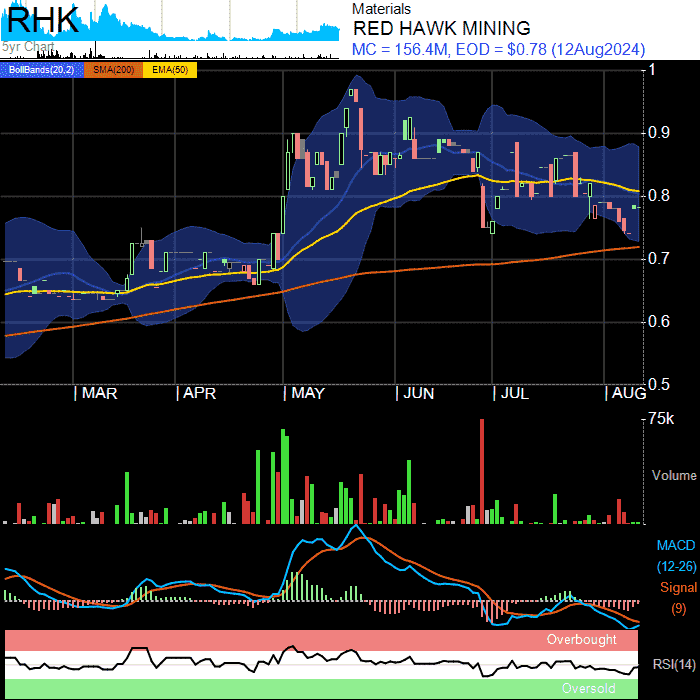 RHK
5yr Chart
Materials
RED HAWK MINING
MC = 156.4M, EOD = $0.78 (12Aug2024)
BollBands(20,2) SMA(200) EMA(50)
1
0.9
0.8
0.7
0.6
0.5
| MAR | APR | MAY | JUN | JUL | AUG
75k
Volume
MACD
(12-26)
Signal
(9)
Overbought
RSI(14)
Oversold